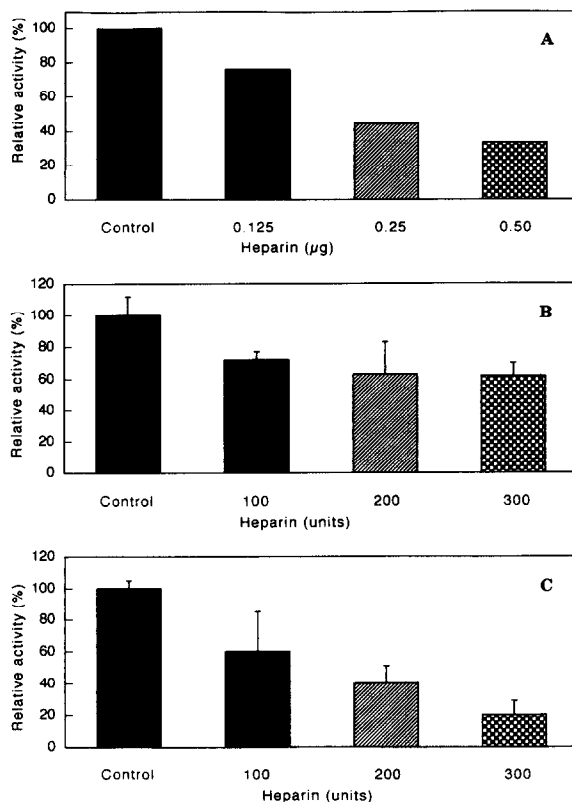 A
Relative activity (%)
100
80
60
40
20
0
Control 0.125 0.25 0.50
Heparin (µg)
B
Relative activity (%)
120
100
80
60
40
20
0
Control 100 200 300
Heparin (units)
C
Relative activity (%)
120
100
80
60
40
20
0
Control 100 200 300
Heparin (units)